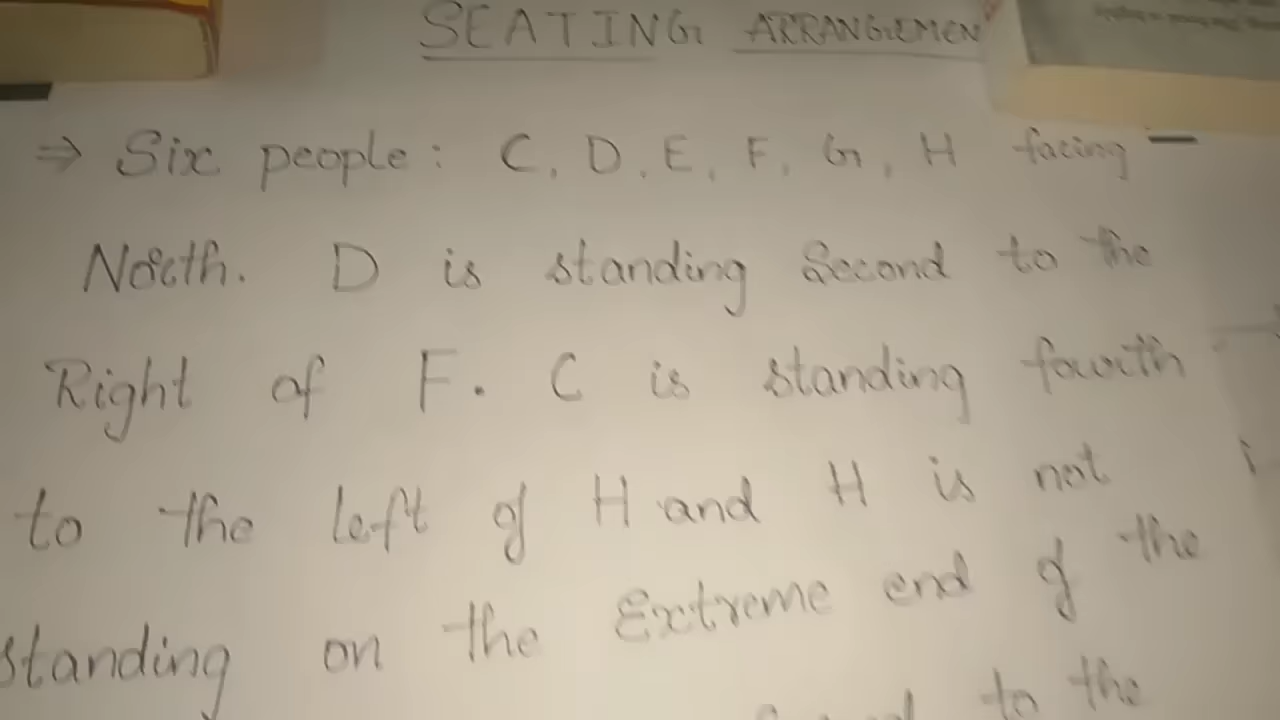 SEATING ARRANGEMEN
⇒ Six people : C, D, E, F, G, H facing
North. D is standing Second to the
Right of F. C is standing fourth
to the left of H and H is not
standing on the Extreme end of the
to the